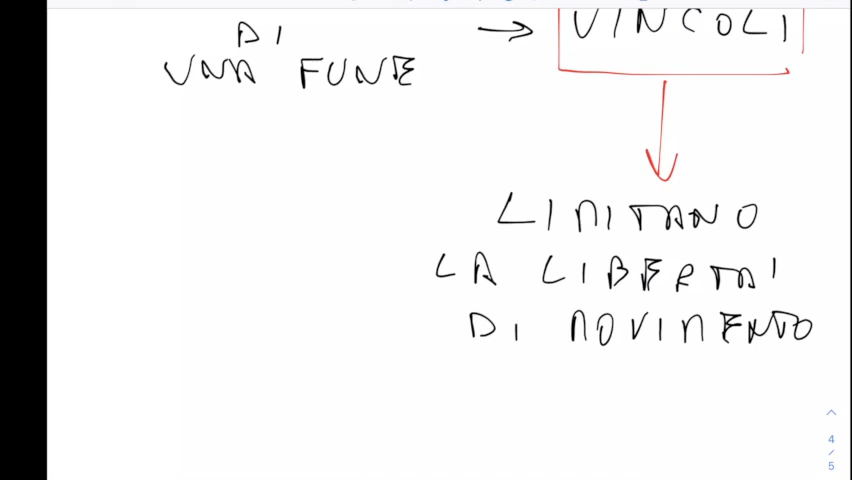 DI → VINCOLI
UNA FUNE
LIMITANO
LA LIBERTA'
DI MOVIMENTO
4
/
5